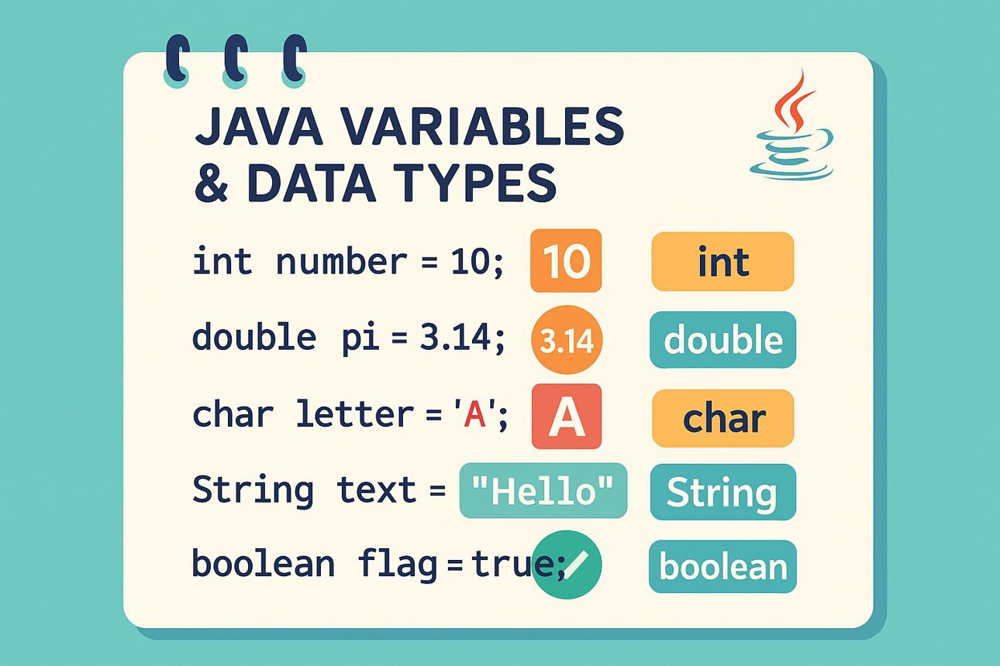 JAVA VARIABLES
& DATA TYPES
int number = 10; 10 int
double pi = 3.14; 3.14 double
char letter = 'A'; A char
String text = "Hello" String
boolean flag = true; boolean